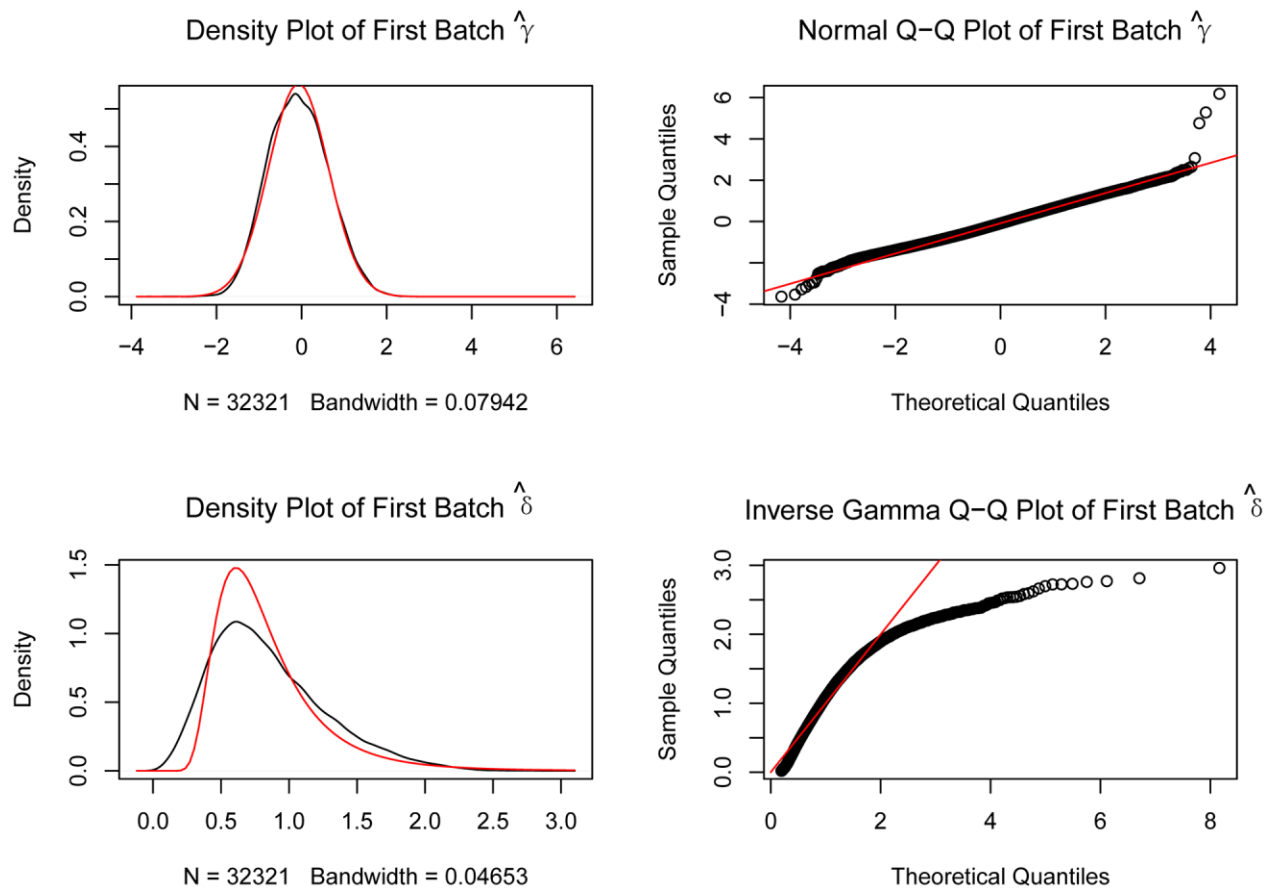 Density Plot of First Batch γ̂
Density
0.0 0.2 0.4
−4 −2 0 2 4 6
N = 32321 Bandwidth = 0.07942
Normal Q−Q Plot of First Batch γ̂
Sample Quantiles
−4 0 2 4 6
−4 −2 0 2 4
Theoretical Quantiles
Density Plot of First Batch δ̂
Density
0.0 0.5 1.0 1.5
0.0 0.5 1.0 1.5 2.0 2.5 3.0
N = 32321 Bandwidth = 0.04653
Inverse Gamma Q−Q Plot of First Batch δ̂
Sample Quantiles
0.0 1.0 2.0 3.0
0 2 4 6 8
Theoretical Quantiles